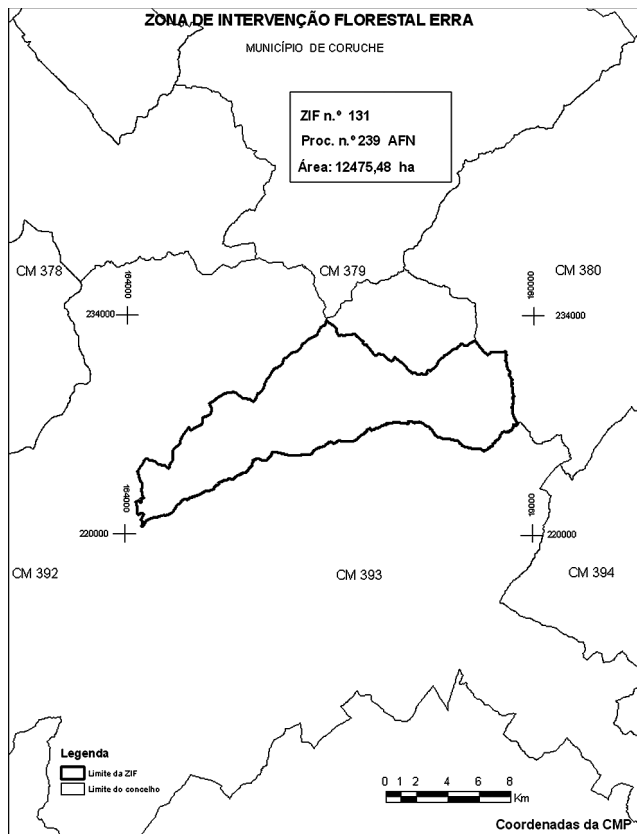 ZONA DE INTERVENÇÃO FLORESTAL ERRA
MUNICÍPIO DE CORUCHE
ZIF n.º 131
Proc. n.º 239 AFN
Área: 12475,48 ha
CM 378
CM 379
CM 380
164000
190000
234000
234000
164000
19000
220000
220000
CM 392
CM 393
CM 394
Legenda
Limite da ZIF
Limite do concelho
0 1 2 4 6 8
Km
Coordenadas da CMP